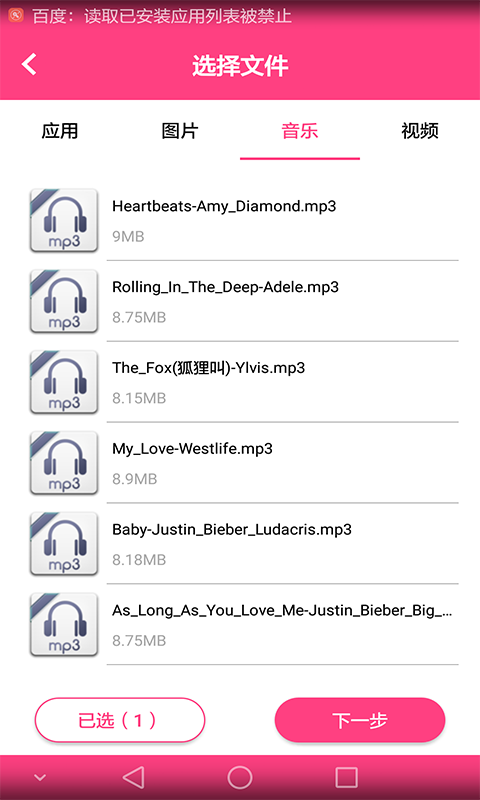 百度：读取已安装应用列表被禁止
选择文件
应用 图片 音乐 视频
Heartbeats-Amy_Diamond.mp3
mp3
9MB
Rolling_In_The_Deep-Adele.mp3
mp3
8.75MB
The_Fox(狐狸叫)-Ylvis.mp3
mp3
8.15MB
My_Love-Westlife.mp3
mp3
8.9MB
Baby-Justin_Bieber_Ludacris.mp3
mp3
8.18MB
As_Long_As_You_Love_Me-Justin_Bieber_Big_...
mp3
8.75MB
已选（1） 下一步